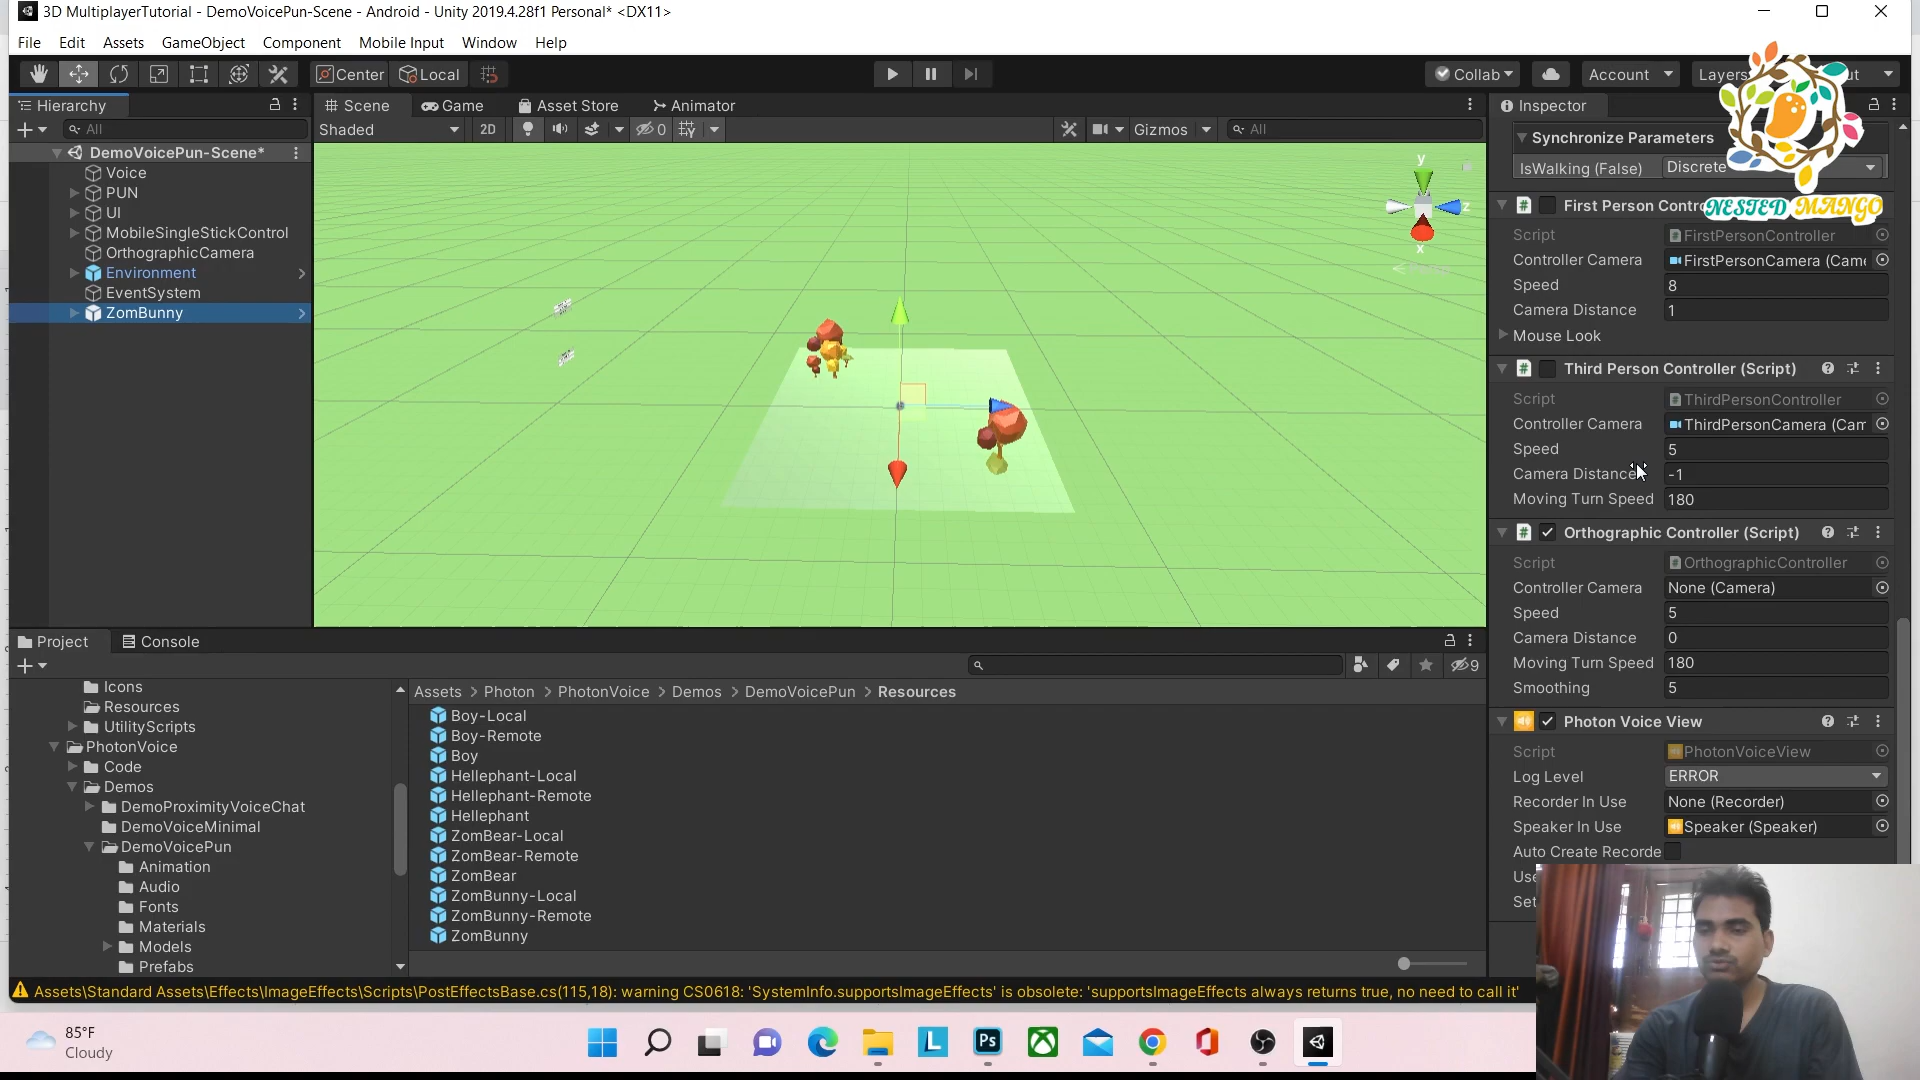 3D MultiplayerTutorial - DemoVoicePun-Scene - Android - Unity 2019.4.28f1 Personal* <DX11>
File Edit Assets GameObject Component Mobile Input Window Help
Center Local Collab Account Layers
Hierarchy
All
DemoVoicePun-Scene*
Voice
PUN
UI
MobileSingleStickControl
OrthographicCamera
Environment
EventSystem
ZomBunny
Scene Game Asset Store Animator
Shaded 2D 0 Gizmos All
y
z
x
Inspector
NESTED MANGO
Synchronize Parameters
IsWalking (False) Discrete
First Person Contro
Script FirstPersonController
Controller Camera FirstPersonCamera (Came
Speed 8
Camera Distance 1
Mouse Look
Third Person Controller (Script)
Script ThirdPersonController
Controller Camera ThirdPersonCamera (Cam
Speed 5
Camera Distance -1
Moving Turn Speed 180
Orthographic Controller (Script)
Script OrthographicController
Controller Camera None (Camera)
Speed 5
Camera Distance 0
Moving Turn Speed 180
Smoothing 5
Photon Voice View
Script PhotonVoiceView
Log Level ERROR
Recorder In Use None (Recorder)
Speaker In Use Speaker (Speaker)
Auto Create Recorde
Use
Set
Project Console
9
Icons
Resources
UtilityScripts
PhotonVoice
Code
Demos
DemoProximityVoiceChat
DemoVoiceMinimal
DemoVoicePun
Animation
Audio
Fonts
Materials
Models
Prefabs
Assets > Photon > PhotonVoice > Demos > DemoVoicePun > Resources
Boy-Local
Boy-Remote
Boy
Hellephant-Local
Hellephant-Remote
Hellephant
ZomBear-Local
ZomBear-Remote
ZomBear
ZomBunny-Local
ZomBunny-Remote
ZomBunny
Assets\Standard Assets\Effects\ImageEffects\Scripts\PostEffectsBase.cs(115,18): warning CS0618: 'SystemInfo.supportsImageEffects' is obsolete: 'supportsImageEffects always returns true, no need to call it'
85°F
Cloudy
L
Ps